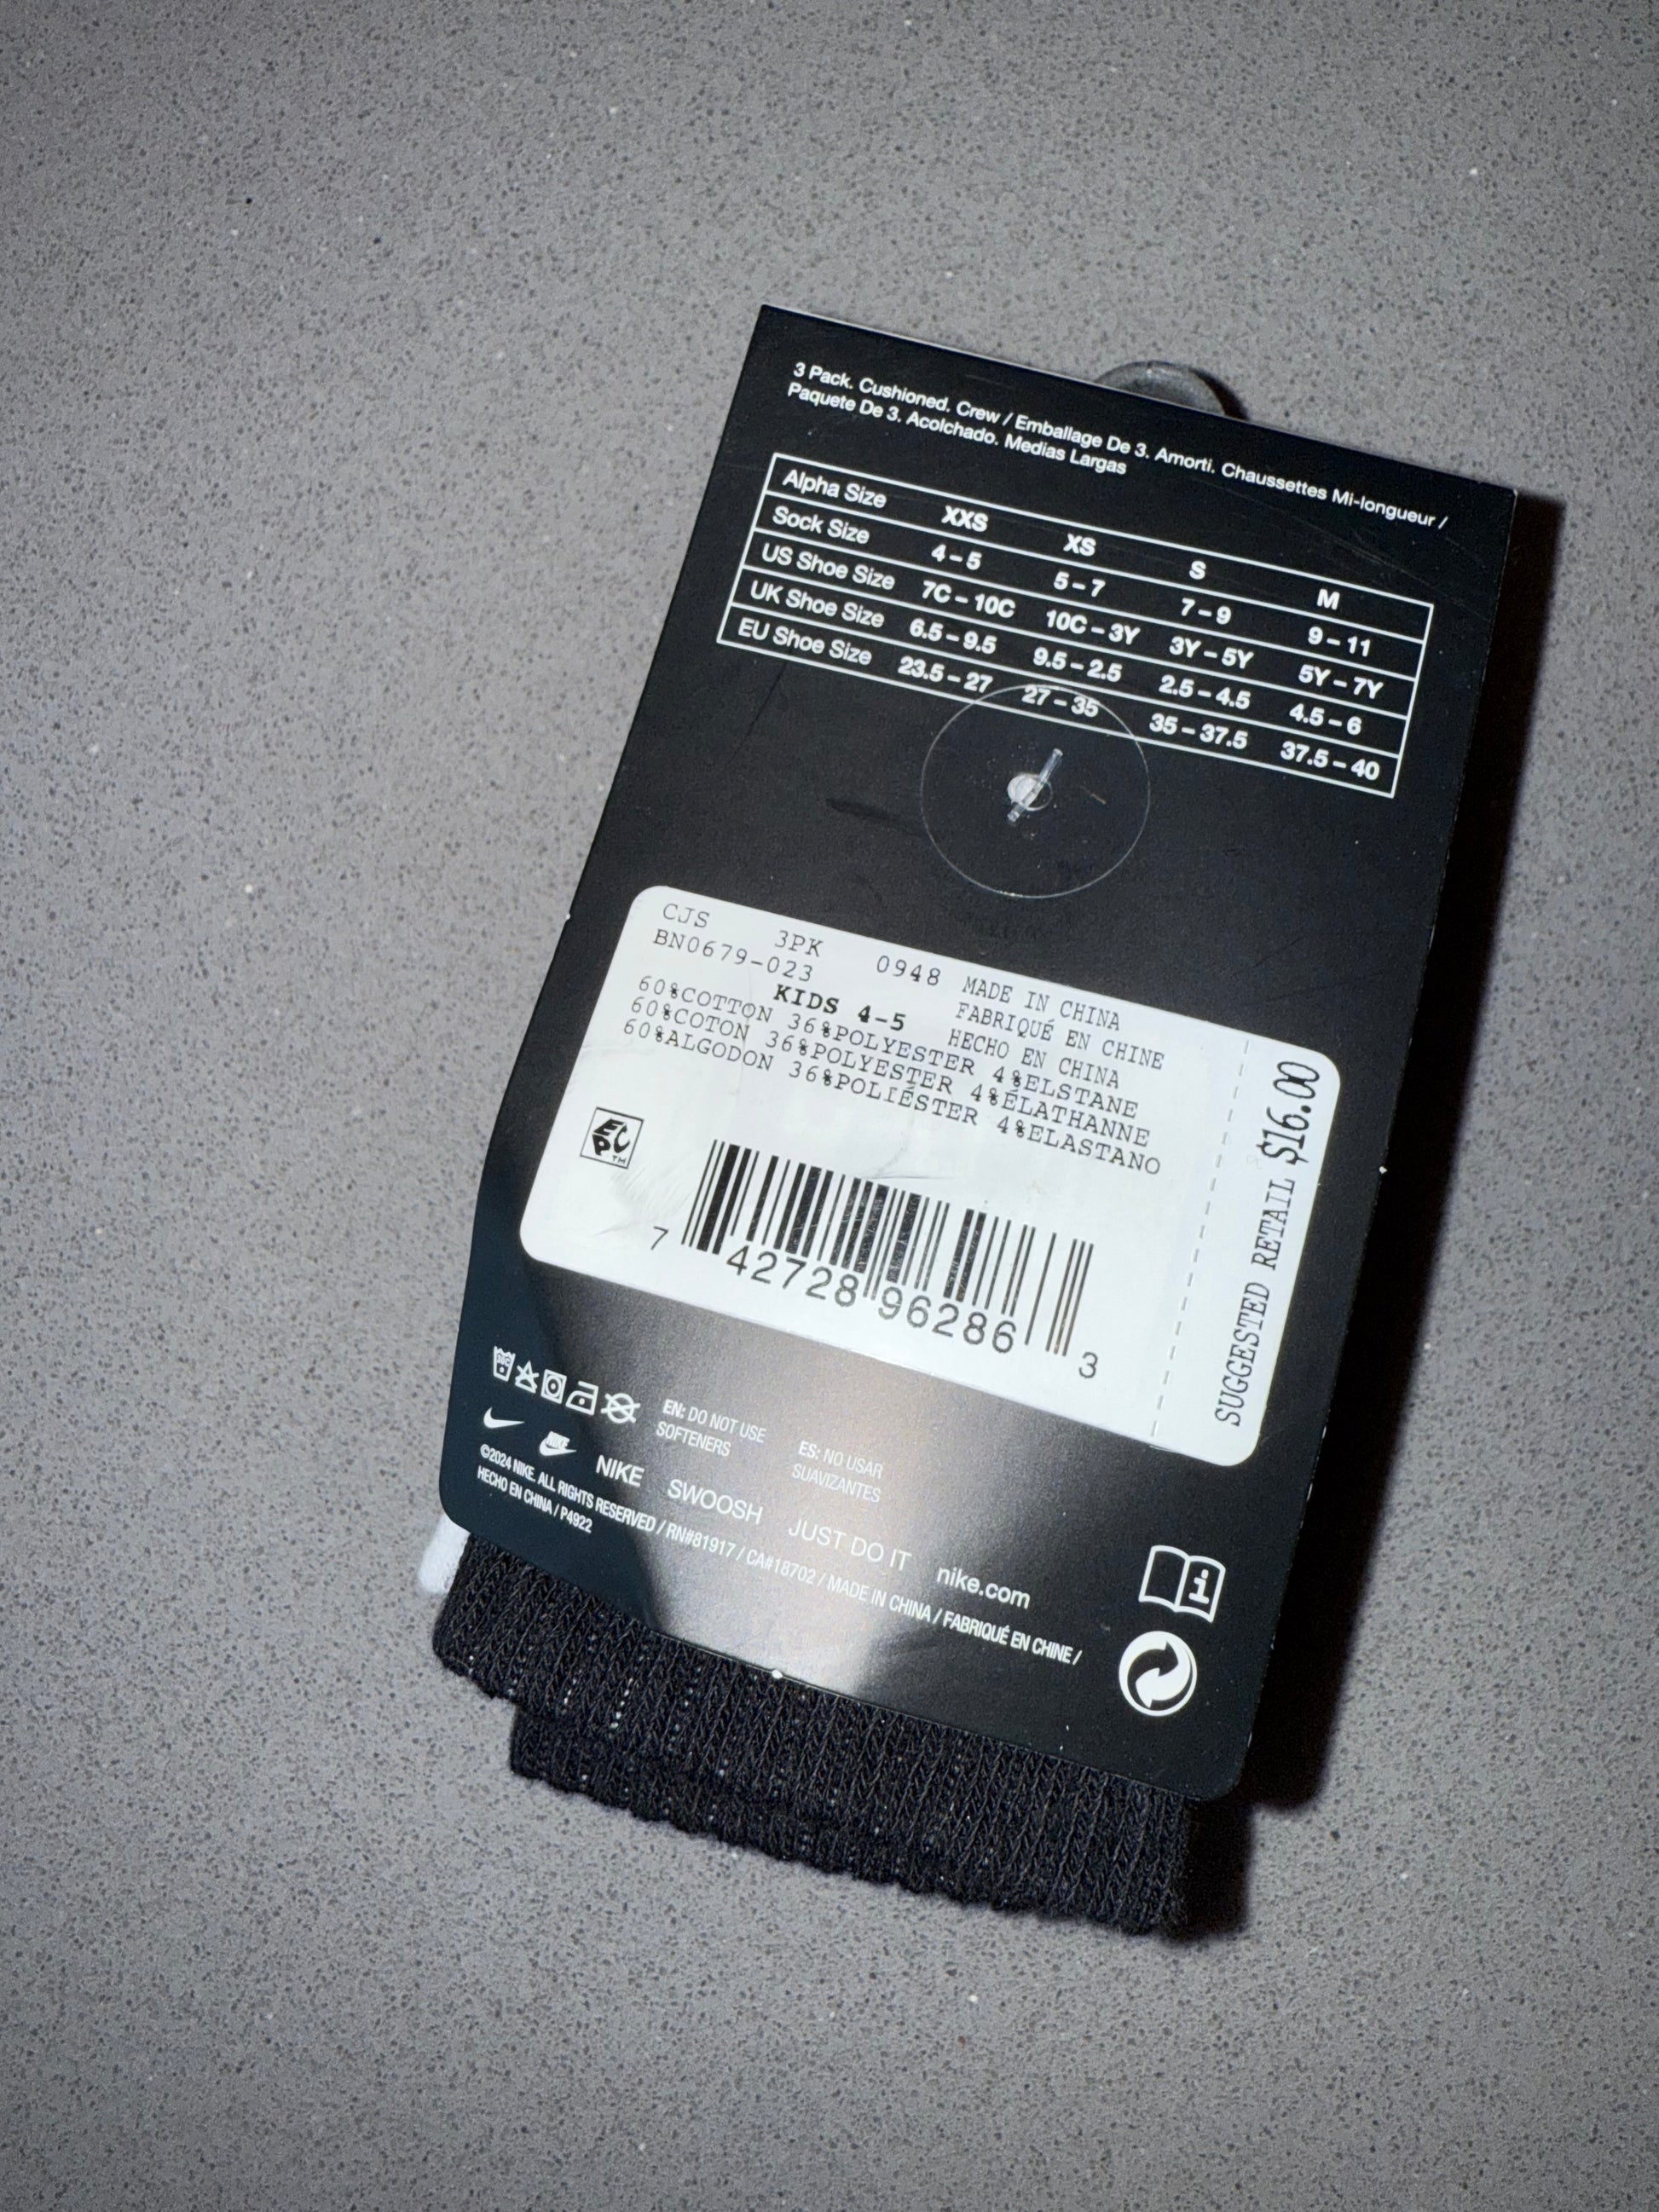 3 Pack. Cushioned. Crew / Emballage De 3. Amorti. Chaussettes Mi-longueur /
Paquete De 3. Acolchado. Medias Largas
Alpha Size XXS XS S M
Sock Size 4 – 5 5 – 7 7 – 9 9 – 11
US Shoe Size 7C – 10C 10C – 3Y 3Y – 5Y 5Y – 7Y
UK Shoe Size 6.5 – 9.5 9.5 – 2.5 2.5 – 4.5 4.5 – 6
EU Shoe Size 23.5 – 27 27 – 35 35 – 37.5 37.5 – 40
CJS 3PK 0948 MADE IN CHINA
BN0679-023 FABRIQUÉ EN CHINE
KIDS 4-5 HECHO EN CHINA
60%COTTON 36%POLYESTER 4%ELSTANE
60%COTON 36%POLYESTER 4%ÉLATHANNE
60%ALGODON 36%POLIÉSTER 4%ELASTANO
EPC TM
7 42728 96286 3
SUGGESTED RETAIL $16.00
EN: DO NOT USE
SOFTENERS
ES: NO USAR
SUAVIZANTES
NIKE NIKE SWOOSH JUST DO IT nike.com
©2024 NIKE. ALL RIGHTS RESERVED / RN#81917 / CA#18702 / MADE IN CHINA / FABRIQUÉ EN CHINE /
HECHO EN CHINA / P4922